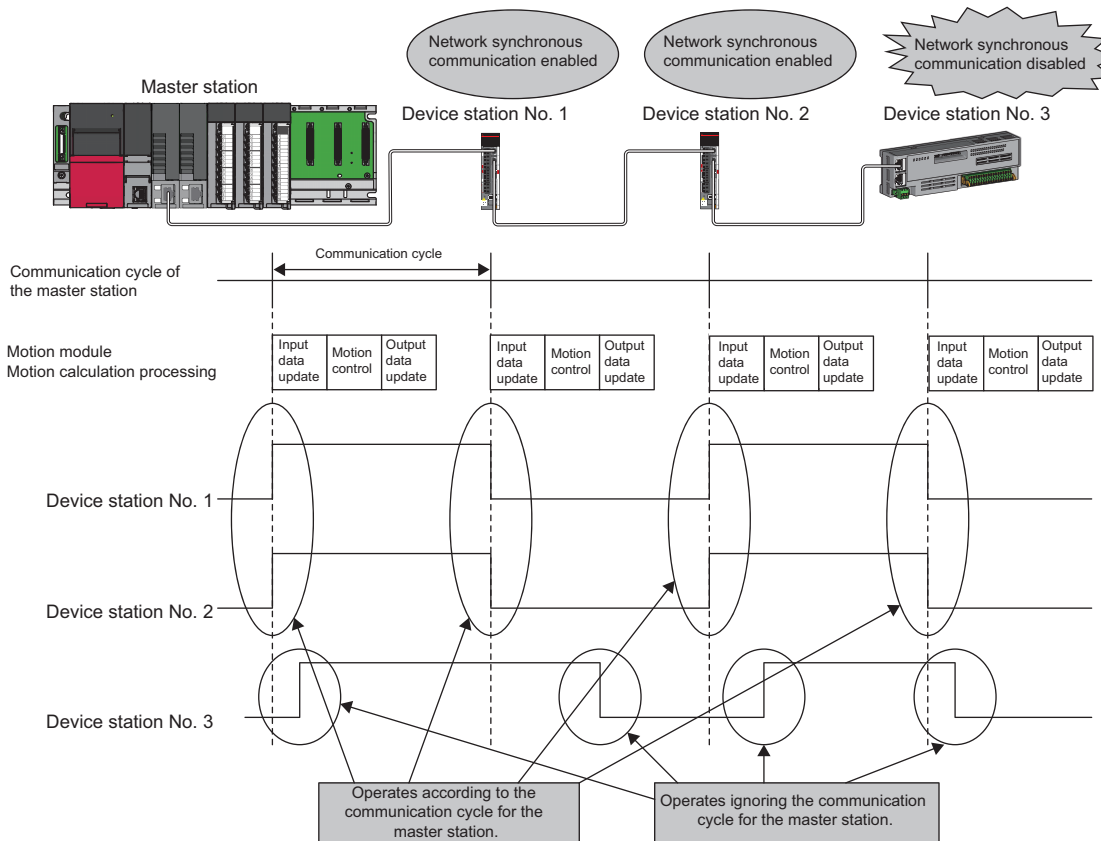 Network synchronous
communication enabled
Network synchronous
communication enabled
Network synchronous
communication disabled
Master station
Device station No. 1
Device station No. 2
Device station No. 3
Communication cycle
Communication cycle of
the master station
Motion module
Motion calculation processing
Input
data
update
Motion
control
Output
data
update
Input
data
update
Motion
control
Output
data
update
Input
data
update
Motion
control
Output
data
update
Input
data
update
Motion
control
Output
data
update
Device station No. 1
Device station No. 2
Device station No. 3
Operates according to the
communication cycle for the
master station.
Operates ignoring the communication
cycle for the master station.